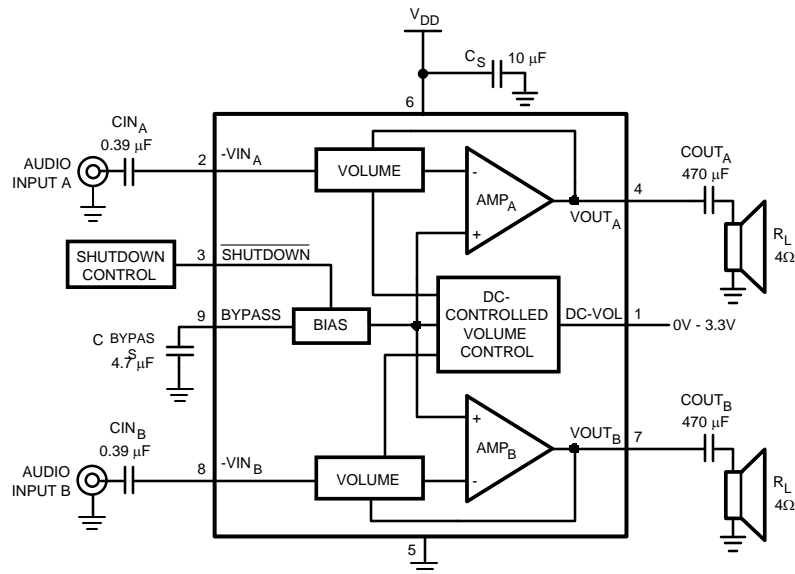 VDD
CS 10 µF
6
CINA
0.39 µF
AUDIO
INPUT A
2
-VINA
VOLUME
-
+
AMPA
VOUTA
4
COUTA
470 µF
RL
4Ω
SHUTDOWN
CONTROL
3
SHUTDOWN
9
BYPASS
BIAS
DC-
CONTROLLED
VOLUME
CONTROL
DC-VOL
1
0V - 3.3V
C BYPAS
S
4.7 µF
CINB
0.39 µF
AUDIO
INPUT B
8
-VINB
VOLUME
+
-
AMPB
VOUTB
7
COUTB
470 µF
RL
4Ω
5